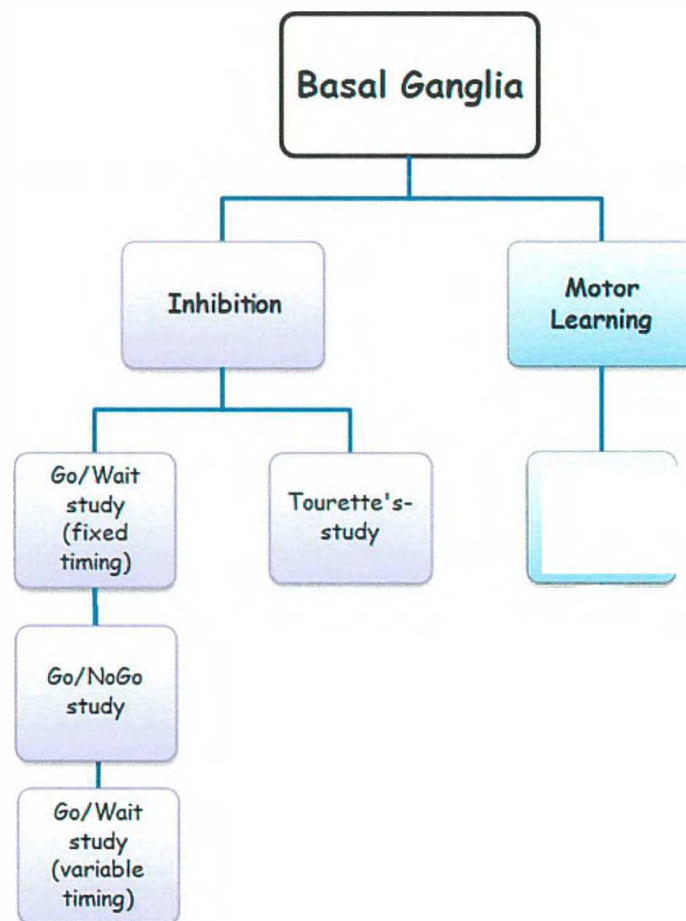 Basal Ganglia
Inhibition
Motor
Learning
Go/Wait
study
(fixed
timing)
Tourette's-
study
Go/NoGo
study
Go/Wait
study
(variable
timing)